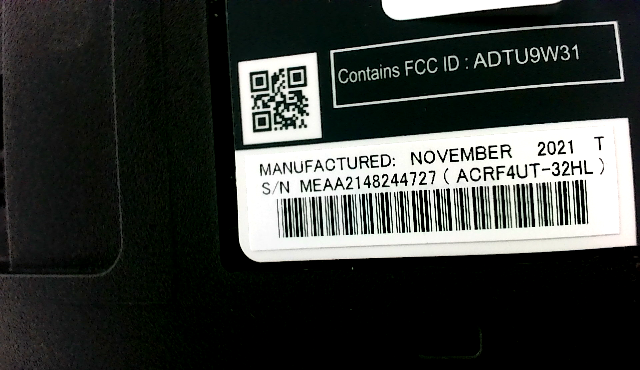 Contains FCC ID : ADTU9W31
MANUFACTURED: NOVEMBER 2021 T
S/N MEAA2148244727 ( ACRF4UT-32HL )